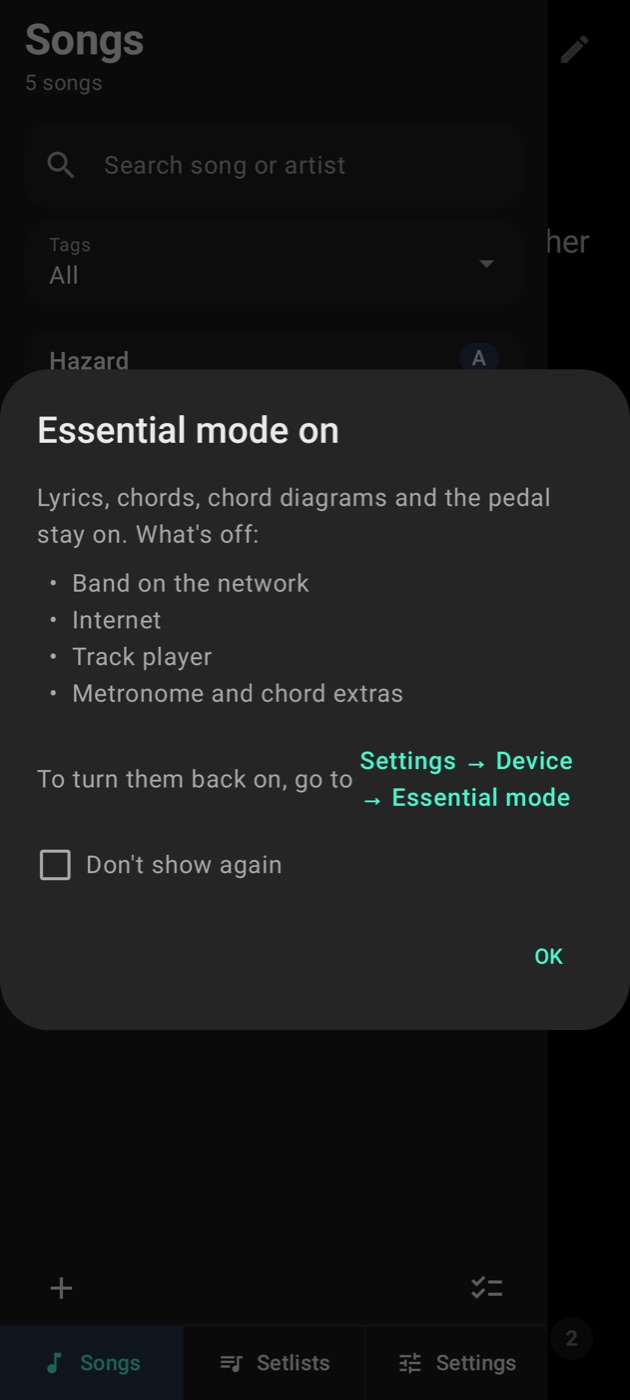 Songs
5 songs
Search song or artist
Tags
All
her
Hazard
A
Essential mode on
Lyrics, chords, chord diagrams and the pedal
stay on. What's off:
• Band on the network
• Internet
• Track player
• Metronome and chord extras
To turn them back on, go to Settings → Device
→ Essential mode
Don't show again
OK
2
Songs
Setlists
Settings